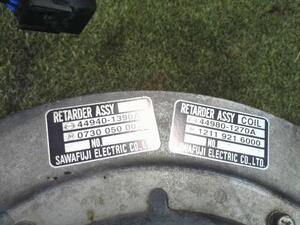 RETARDER ASSY
44940-1390A
0730 050 00
NO.
SAWAFUJI ELECTRIC CO.
RETARDER ASSY COIL
44980-1270A
1211 921 6000
NO.
SAWAFUJI ELECTRIC CO., LTD.